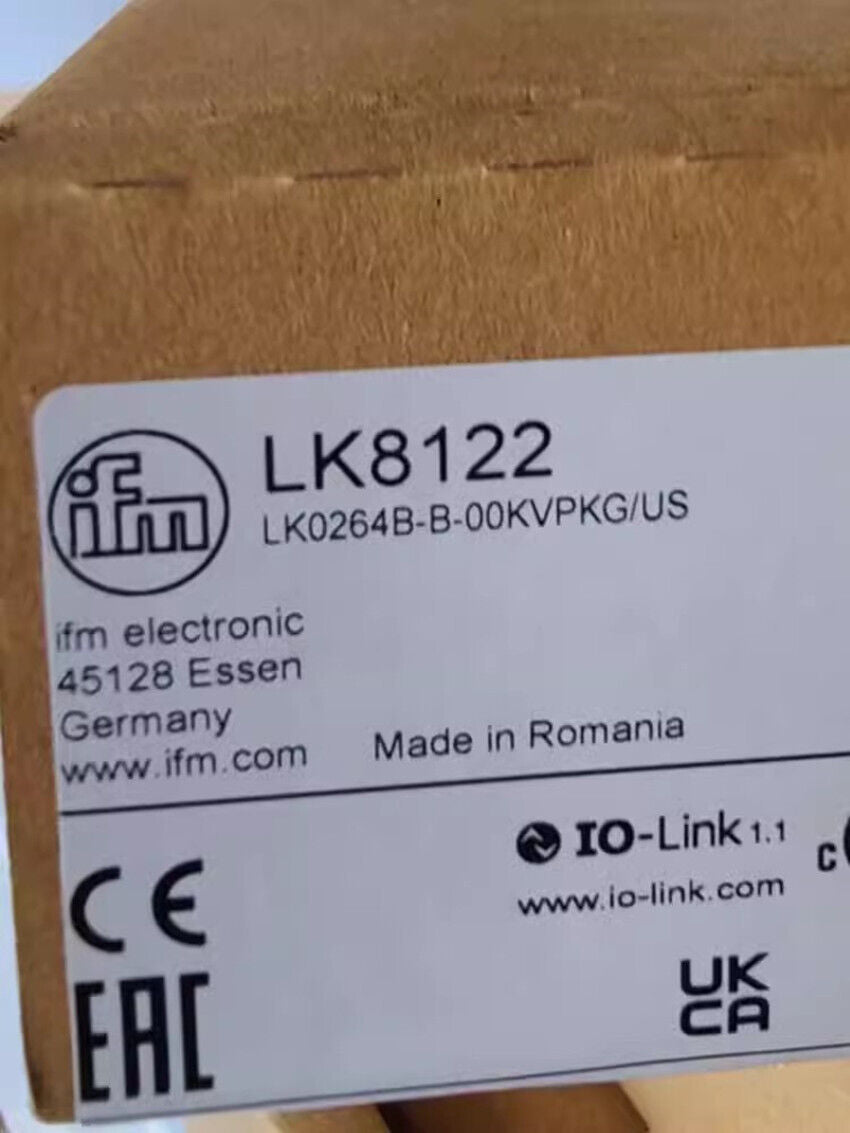 ifm
LK8122
LK0264B-B-00KVPKG/US
ifm electronic
45128 Essen
Germany
www.ifm.com
Made in Romania
IO-Link 1.1
www.io-link.com
c
CE
EAC
UK
CA